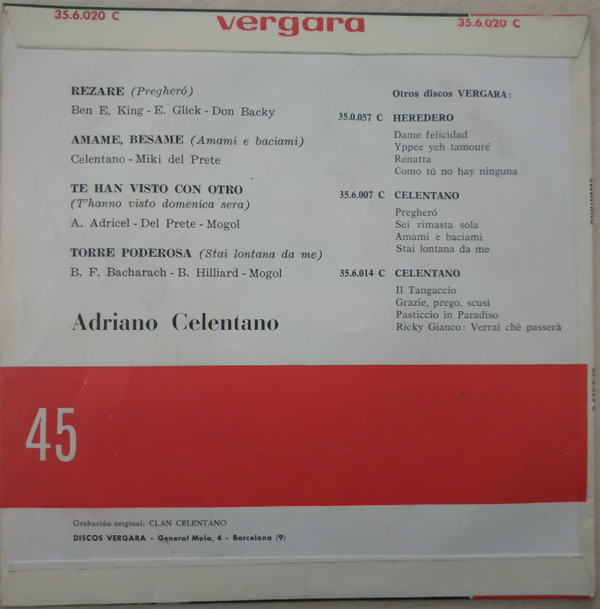 35.6.020 C
vergara
35.6.020 C
REZARE (Pregheró)
Ben E. King - E. Glick - Don Backy
AMAME, BESAME (Amami e baciami)
Celentano - Miki del Prete
TE HAN VISTO CON OTRO
(T'hanno visto domenica sera)
A. Adricel - Del Prete - Mogol
TORRE PODEROSA (Stai lontana da me)
B. F. Bacharach - B. Hilliard - Mogol
Adriano Celentano
Otros discos VERGARA:
35.0.057 C HEREDERO
Dame felicidad
Yppee yeh tamouré
Renatta
Como tú no hay ninguna
35.6.007 C CELENTANO
Pregheró
Sei rimasta sola
Amami e baciami
Stai lontana da me
35.6.014 C CELENTANO
Il Tangaccio
Grazie, prego, scusi
Pasticcio in Paradiso
Ricky Gianco: Verrai chè passerà
45
Grabación original: CLAN CELENTANO
DISCOS VERGARA - General Mola, 4 - Barcelona (9)